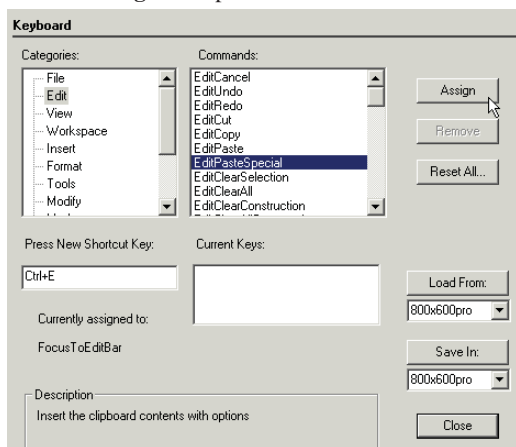 Keyboard
Categories:
File
Edit
View
Workspace
Insert
Format
Tools
Modify
Commands:
EditCancel
EditUndo
EditRedo
EditCut
EditCopy
EditPaste
EditPasteSpecial
EditClearSelection
EditClearAll
EditClearConstruction
Assign
Remove
Reset All...
Press New Shortcut Key:
Ctrl+E
Currently assigned to:
FocusToEditBar
Current Keys:
Load From:
800x600pro
Save In:
800x600pro
Description
Insert the clipboard contents with options
Close